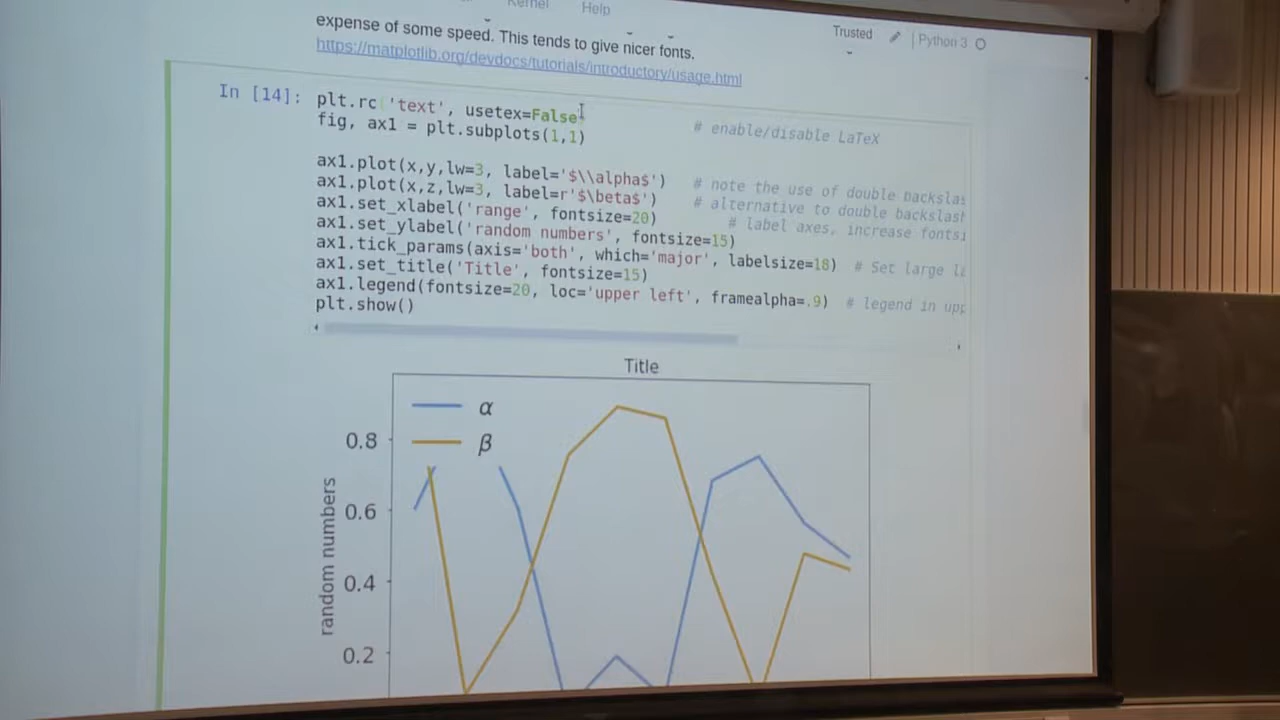 Kernel Help
Trusted Python 3
expense of some speed. This tends to give nicer fonts.
https://matplotlib.org/devdocs/tutorials/introductory/usage.html
In [14]: plt.rc('text', usetex=False) # enable/disable LaTeX
fig, ax1 = plt.subplots(1,1)
ax1.plot(x,y,lw=3, label='$\\alpha$') # note the use of double backslas
ax1.plot(x,z,lw=3, label=r'$\beta$') # alternative to double backslash
ax1.set_xlabel('range', fontsize=20) # label axes, increase fontsi
ax1.set_ylabel('random numbers', fontsize=15)
ax1.tick_params(axis='both', which='major', labelsize=18) # Set large la
ax1.set_title('Title', fontsize=15)
ax1.legend(fontsize=20, loc='upper left', framealpha=.9) # legend in upp
plt.show()
Title
α
β
0.8
0.6
0.4
0.2
random numbers